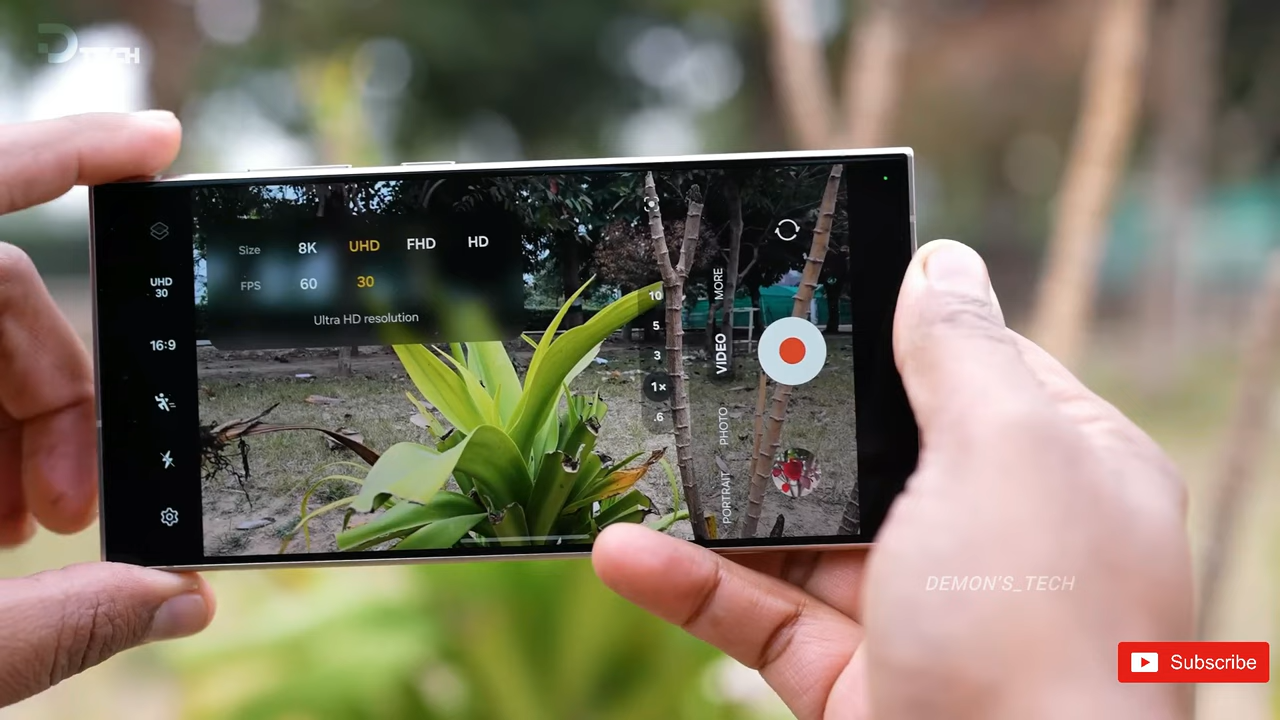 TECH
Size 8K UHD FHD HD
FPS 60 30
Ultra HD resolution
UHD
30
16:9
10
5
3
1×
.6
MORE
VIDEO
PHOTO
PORTRAIT
DEMON'S_TECH
Subscribe